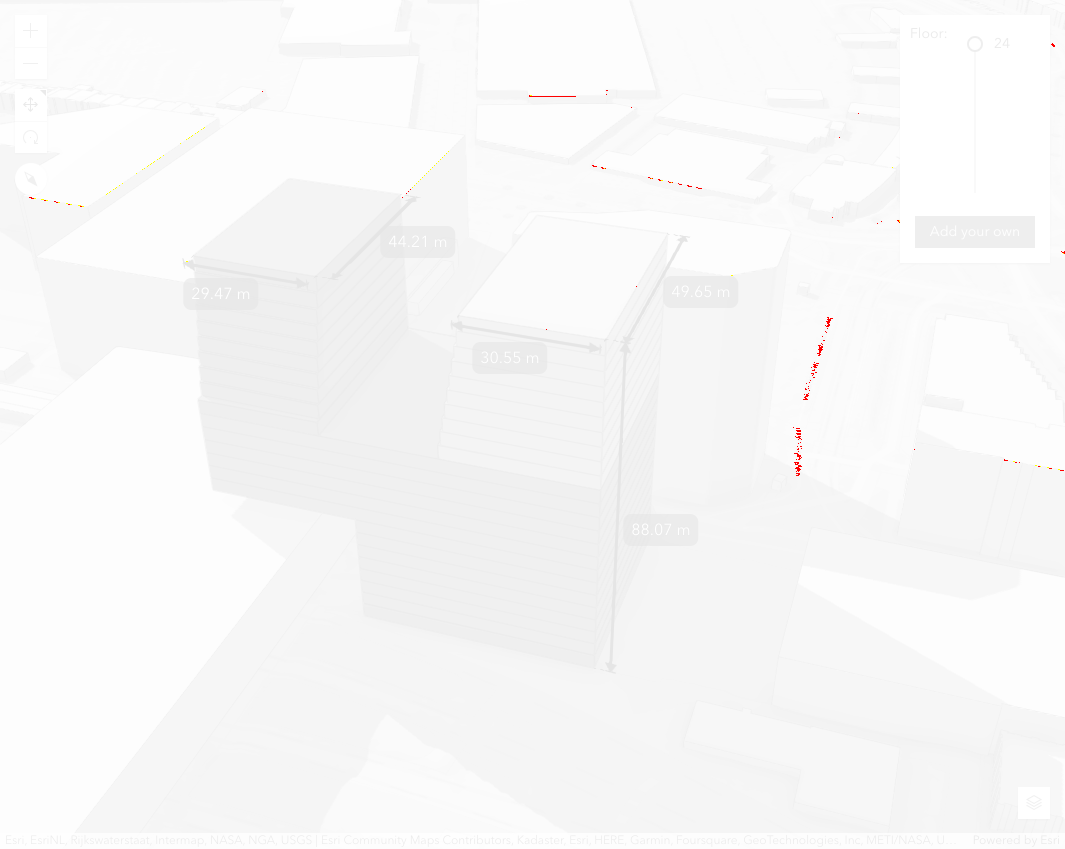 Floor:
24
Add your own
44.21 m
29.47 m
49.65 m
30.55 m
88.07 m
Esri, EsriNL, Rijkswaterstaat, Intermap, NASA, NGA, USGS | Esri Community Maps Contributors, Kadaster, Esri, HERE, Garmin, Foursquare, GeoTechnologies, Inc, METI/NASA, U... Powered by Esri